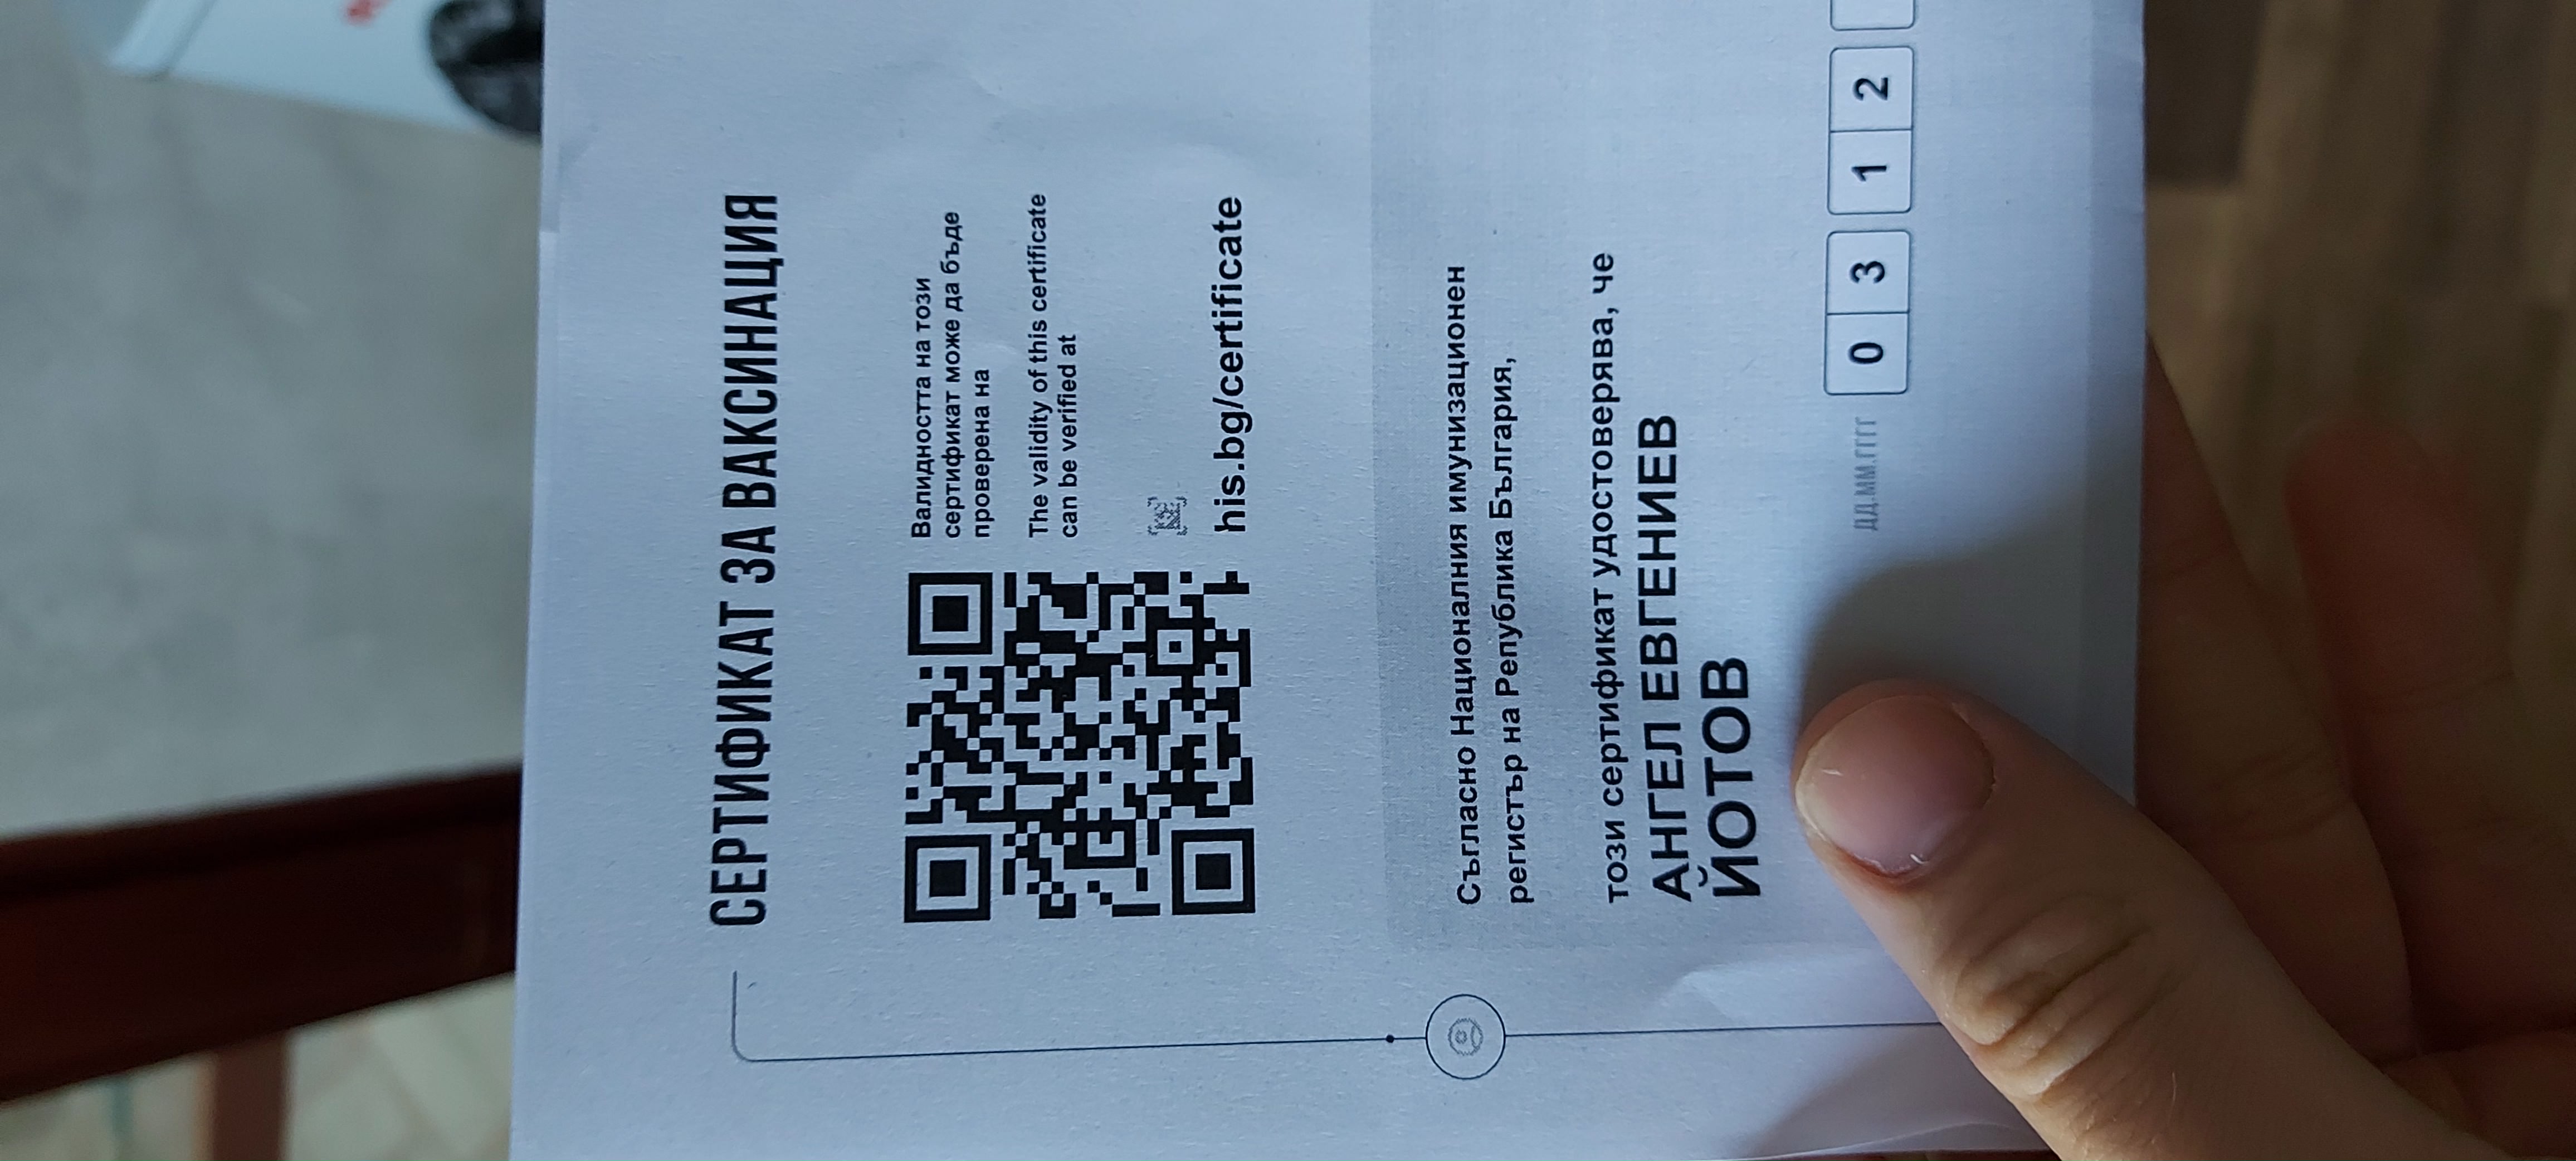 СЕРТИФИКАТ ЗА ВАКСИНАЦИЯ
Валидността на този
сертификат може да бъде
проверена на
The validity of this certificate
can be verified at
his.bg/certificate
Съгласно Националния имунизационен
регистър на Република България,
този сертификат удостоверява, че
АНГЕЛ ЕВГЕНИЕВ
ЙОТОВ
ДД.ММ.ГГГГ 0 3 1 2